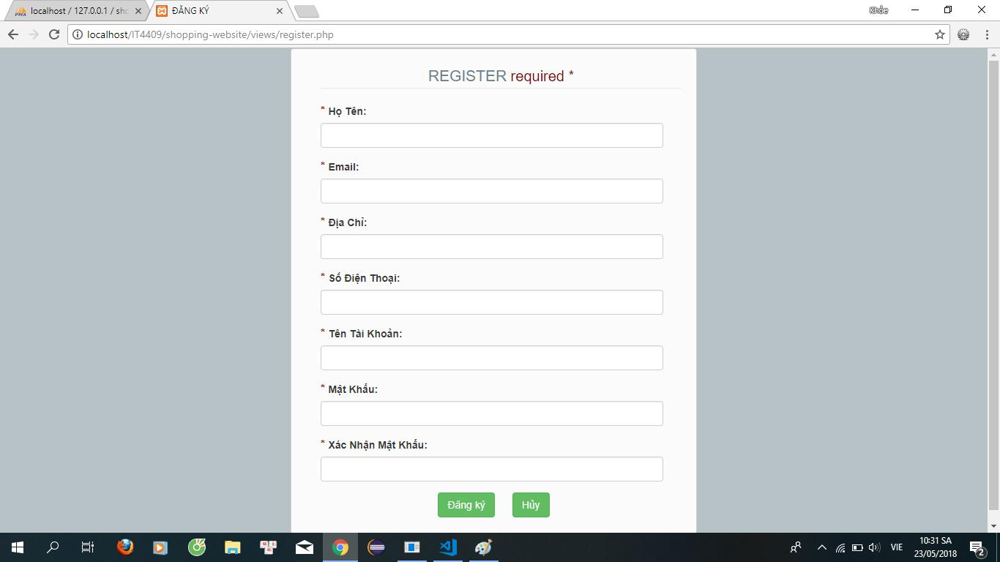 localhost / 127.0.0.1 / sho
ĐĂNG KÝ
Khỏe
localhost/IT4409/shopping-website/views/register.php
REGISTER required *
* Họ Tên:
* Email:
* Địa Chỉ:
* Số Điện Thoại:
* Tên Tài Khoản:
* Mật Khẩu:
* Xác Nhận Mật Khẩu:
Đăng ký Hủy
VIE
10:31 SA
23/05/2018
2